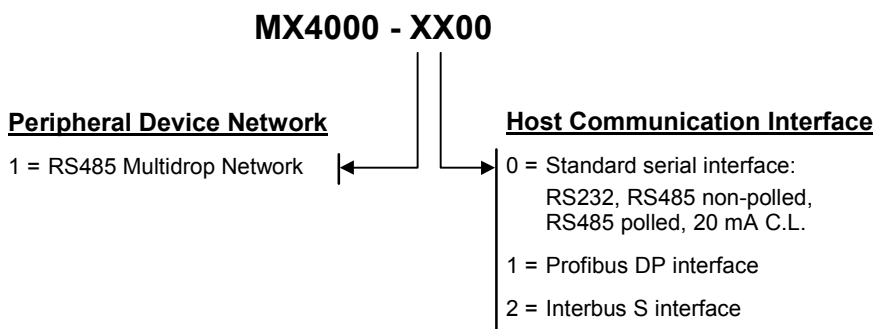 MX4000 - XX00
Peripheral Device Network
1 = RS485 Multidrop Network
Host Communication Interface
0 = Standard serial interface:
RS232, RS485 non-polled,
RS485 polled, 20 mA C.L.
1 = Profibus DP interface
2 = Interbus S interface